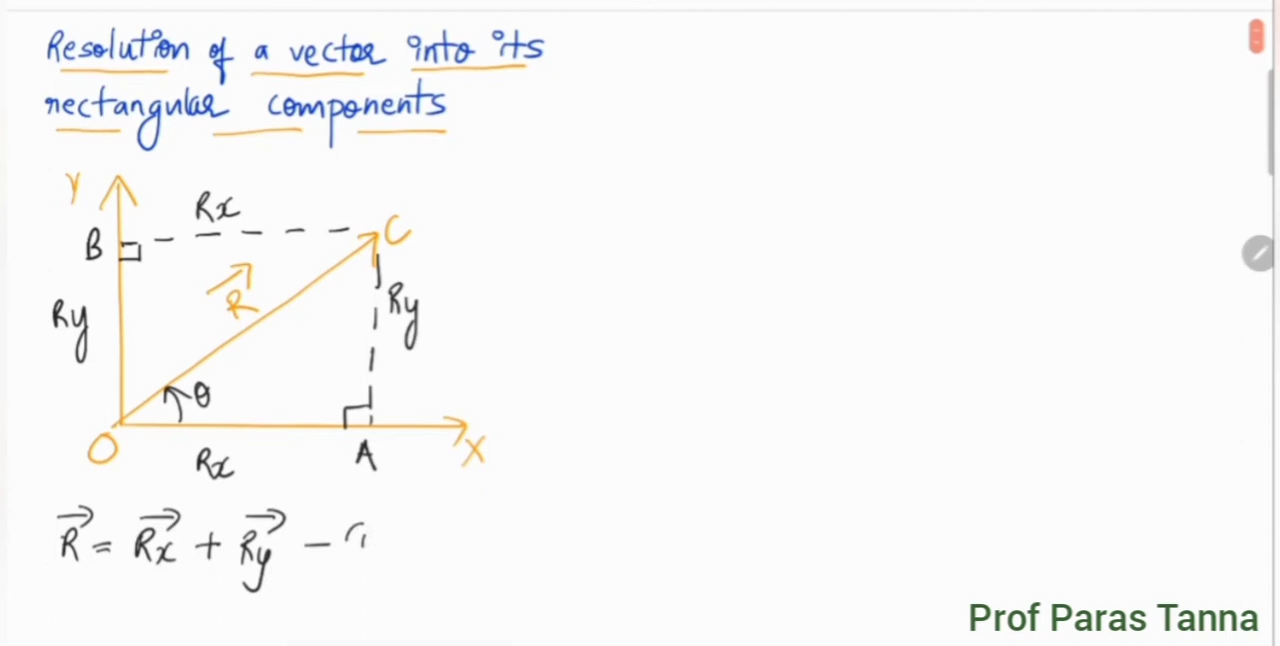 Resolution of a vector into its
rectangular components
Y
Rx
B
C
R
Ry
Ry
θ
O
Rx
A
X
R = Rx + Ry -
Prof Paras Tanna